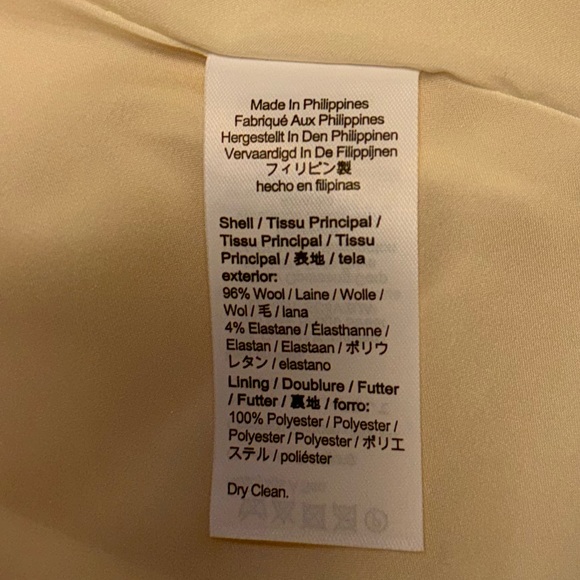 Made In Philippines
Fabriqué Aux Philippines
Hergestellt In Den Philippinen
Vervaardigd In De Filippijnen
フィリピン製
hecho en filipinas
Shell / Tissu Principal /
Tissu Principal / Tissu
Principal / 表地 / tela
exterior:
96% Wool / Laine / Wolle /
Wol / 毛 / lana
4% Elastane / Élasthanne /
Elastan / Elastaan / ポリウ
レタン / elastano
Lining / Doublure / Futter
/ Futter / 裏地 / forro:
100% Polyester / Polyester /
Polyester / Polyester / ポリエ
ステル / poliéster
Dry Clean.